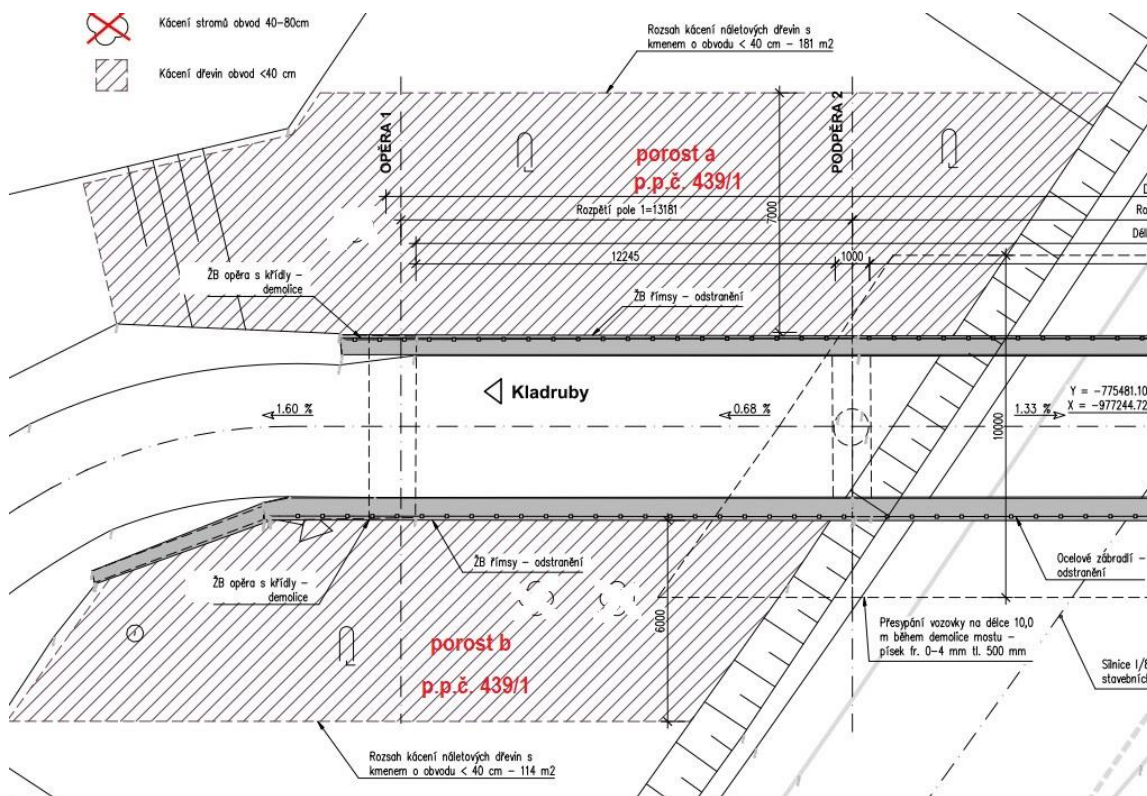 Kácení stromů obvod 40-80cm
Kácení dřevin obvod <40 cm
Rozsah kácení náletových dřevin s
kmenem o obvodu < 40 cm – 181 m2
OPĚRA 1
PODPĚRA 2
porost a
p.p.č. 439/1
Rozpětí pole 1=13181
7000
12245
1000
ŽB opěra s křídly –
demolice
ŽB římsy – odstranění
Kladruby
1.60 %
0.68 %
1.33 %
Y = -775481.10
X = -977244.72
10000
ŽB opěra s křídly –
demolice
ŽB římsy – odstranění
6000
Ocelové zábradlí –
odstranění
porost b
p.p.č. 439/1
Přesypání vozovky na délce 10,0
m během demolice mostu –
písek fr. 0-4 mm tl. 500 mm
Silnice
stavebních
Rozsah kácení náletových dřevin s
kmenem o obvodu < 40 cm – 114 m2